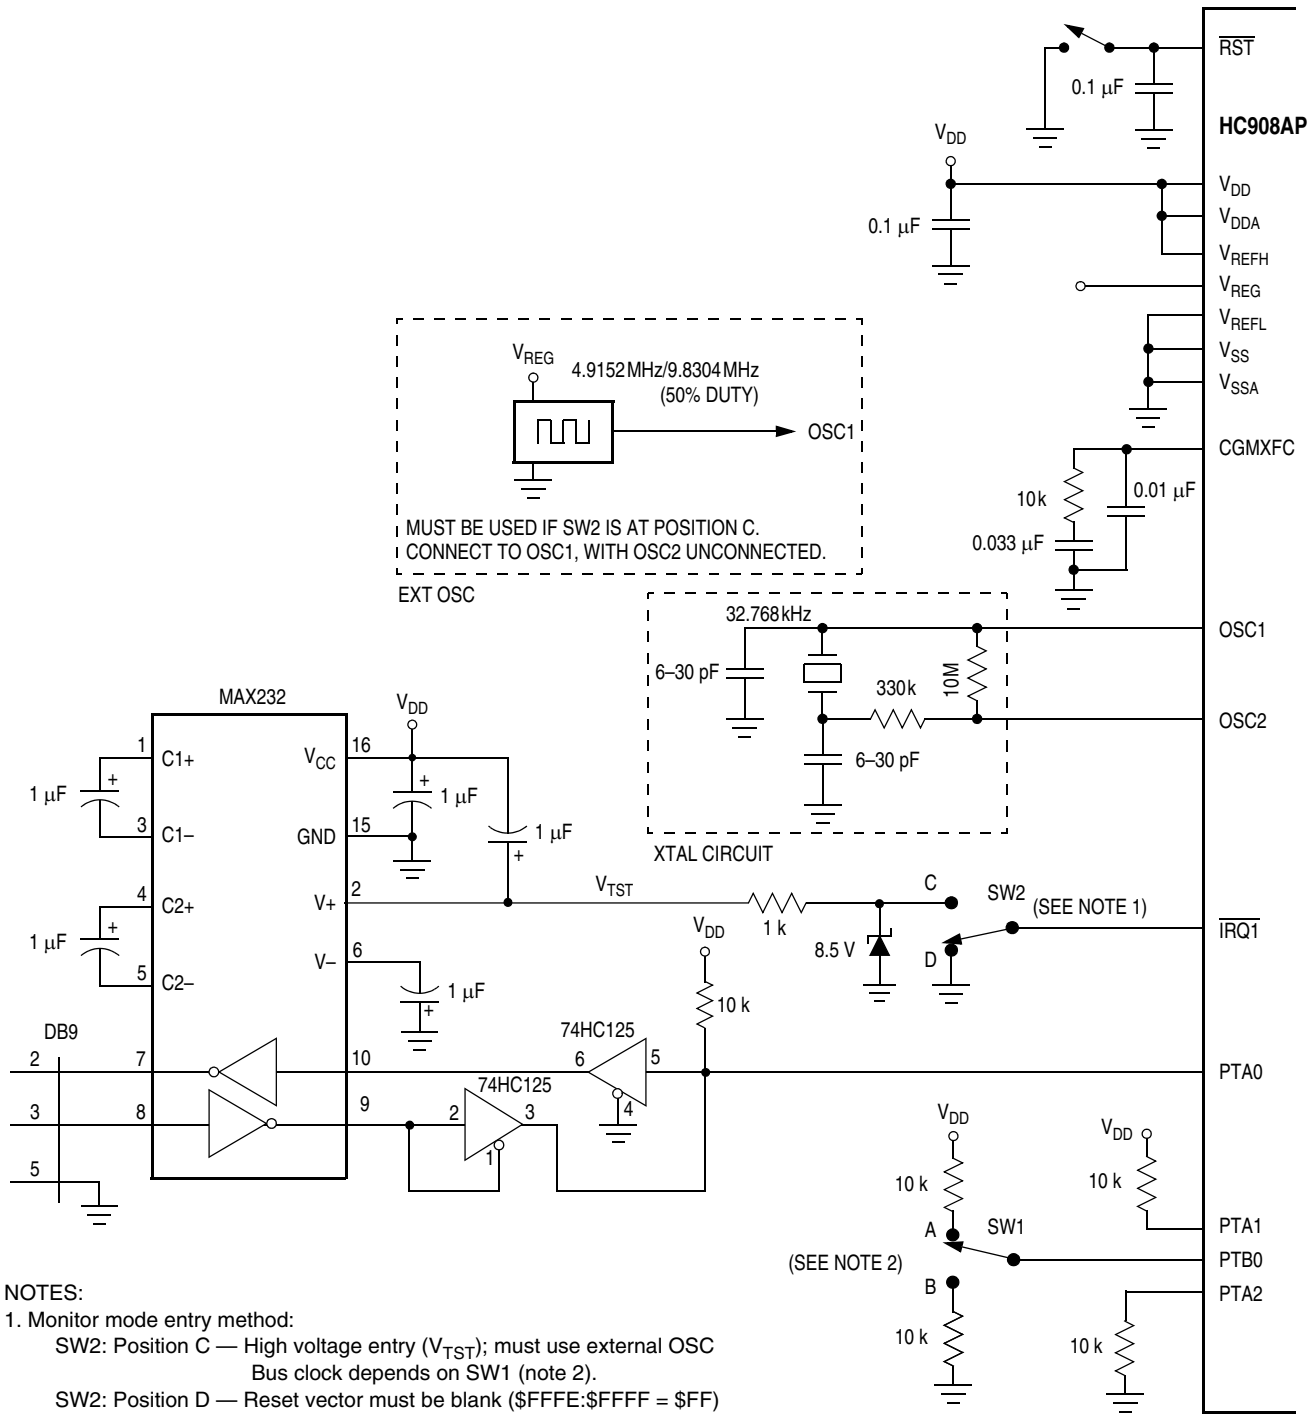 RST
0.1 µF
HC908AP
VDD
VDD
0.1 µF
VDDA
VREFH
VREG
VREFL
VSS
VSSA
VREG
4.9152MHz/9.8304MHz
(50% DUTY)
OSC1
MUST BE USED IF SW2 IS AT POSITION C.
CONNECT TO OSC1, WITH OSC2 UNCONNECTED.
EXT OSC
CGMXFC
10k
0.01 µF
0.033 µF
32.768kHz
OSC1
6–30 pF
330k
10M
OSC2
6–30 pF
XTAL CIRCUIT
MAX232
VDD
1
C1+
VCC
16
1 µF
+
+
1 µF
3
C1–
GND
15
1 µF
+
4
C2+
V+
2
VTST
1 k
C
SW2
(SEE NOTE 1)
IRQ1
1 µF
+
8.5 V
D
5
C2–
V–
6
1 µF
+
VDD
10 k
DB9
74HC125
2
7
10
6
5
PTA0
4
74HC125
3
8
9
2
3
1
5
VDD
VDD
10 k
10 k
A
SW1
PTA1
(SEE NOTE 2)
PTB0
B
PTA2
10 k
10 k
NOTES:
1. Monitor mode entry method:
SW2: Position C — High voltage entry (VTST); must use external OSC
Bus clock depends on SW1 (note 2).
SW2: Position D — Reset vector must be blank ($FFFE:$FFFF = $FF)